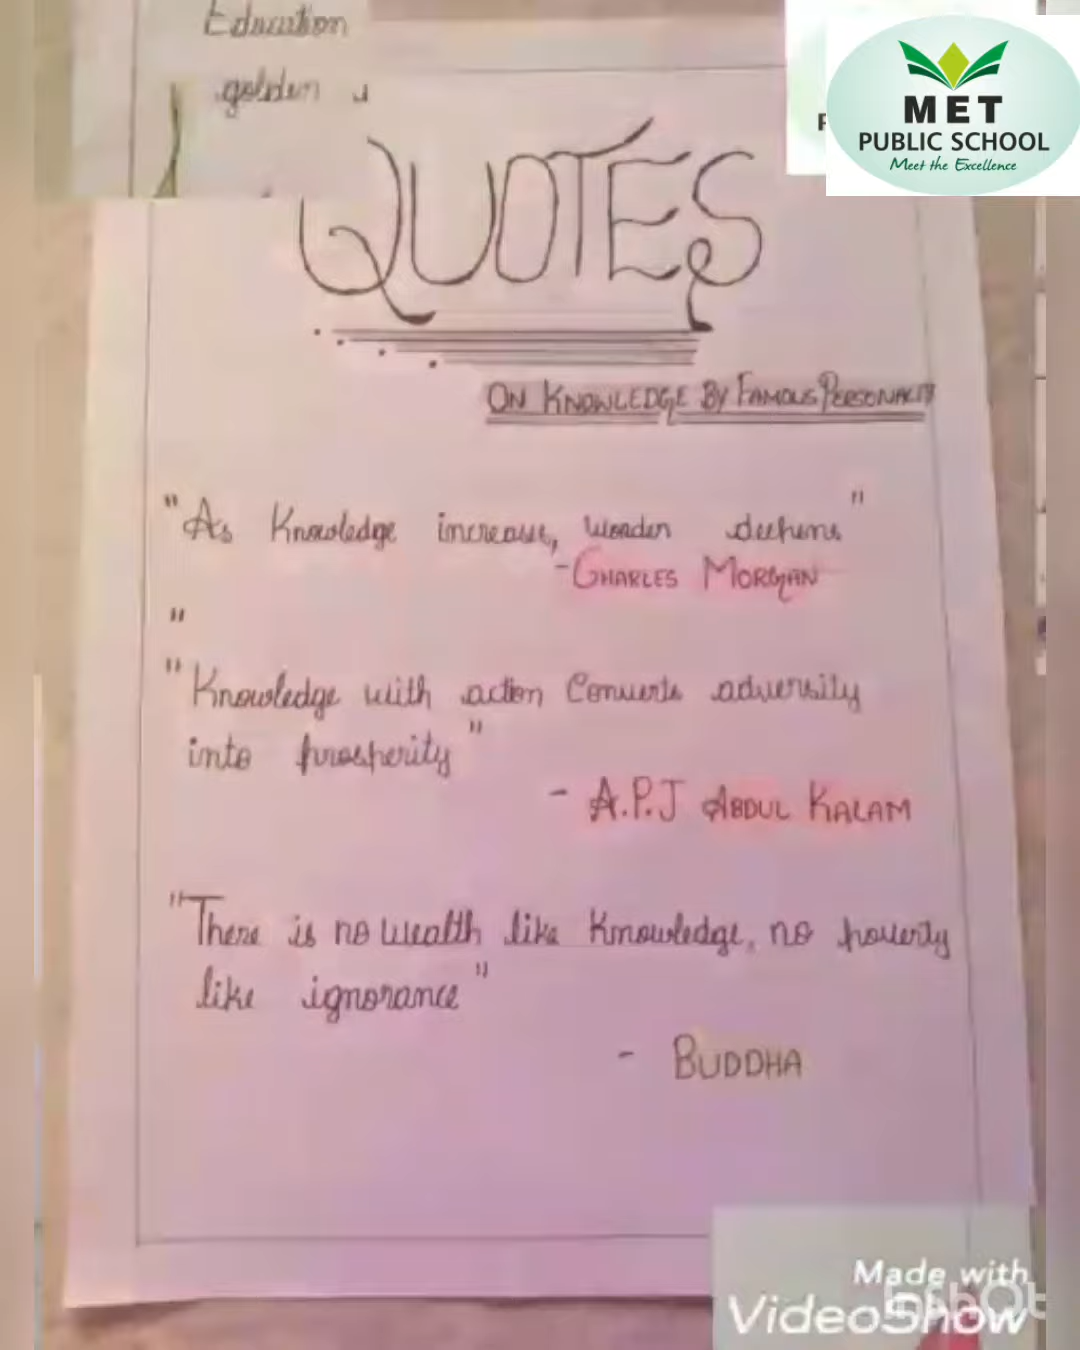 Education
golden
MET
PUBLIC SCHOOL
Meet the Excellence
QUOTES
ON KNOWLEDGE BY FAMOUS PERSONALITY
"As Knowledge increase, wonder deepens"
- CHARLES MORGAN
"
"Knowledge with action Converts adversity
into prosperity"
- A.P.J ABDUL KALAM
"There is no wealth like knowledge, no poverty
like ignorance"
- BUDDHA
Made with
VideoShow